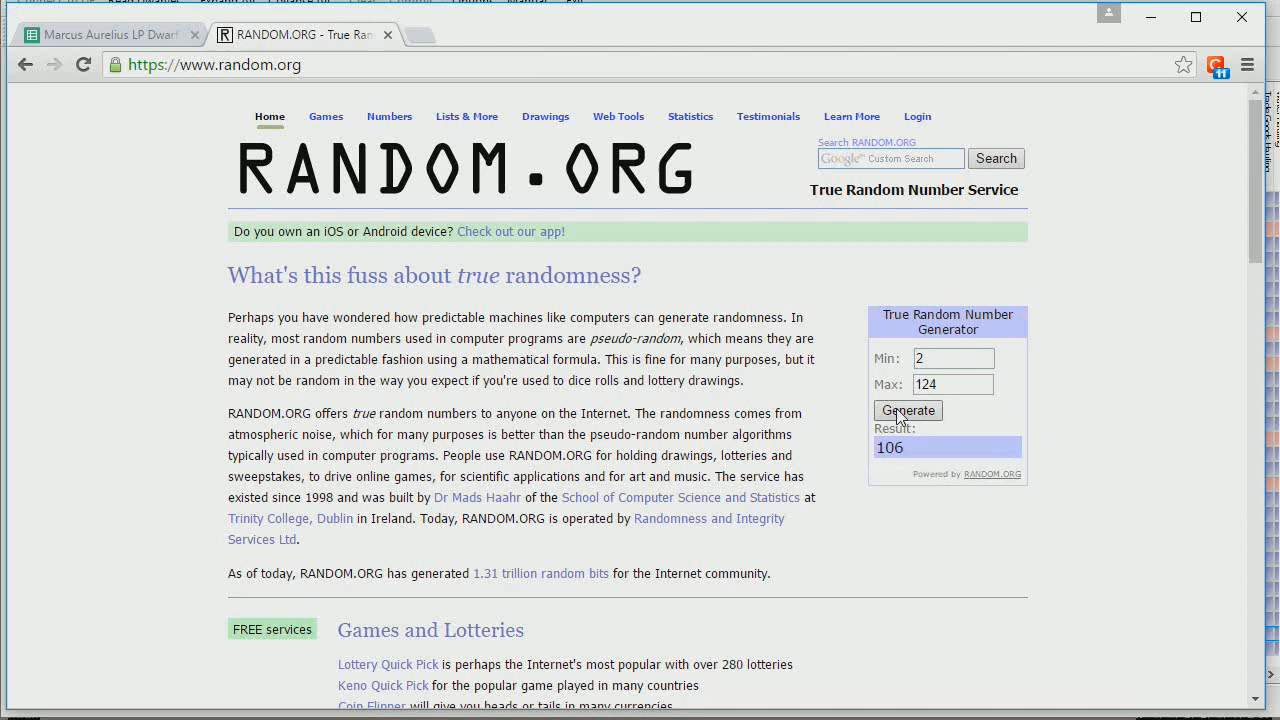 Marcus Aurelius LP Dwarf
RANDOM.ORG - True Ran
https://www.random.org
11
Home Games Numbers Lists & More Drawings Web Tools Statistics Testimonials Learn More Login
Search RANDOM.ORG
RANDOM.ORG
Google™ Custom Search Search
True Random Number Service
Do you own an iOS or Android device? Check out our app!
What's this fuss about true randomness?
Perhaps you have wondered how predictable machines like computers can generate randomness. In
reality, most random numbers used in computer programs are pseudo-random, which means they are
generated in a predictable fashion using a mathematical formula. This is fine for many purposes, but it
may not be random in the way you expect if you're used to dice rolls and lottery drawings.
RANDOM.ORG offers true random numbers to anyone on the Internet. The randomness comes from
atmospheric noise, which for many purposes is better than the pseudo-random number algorithms
typically used in computer programs. People use RANDOM.ORG for holding drawings, lotteries and
sweepstakes, to drive online games, for scientific applications and for art and music. The service has
existed since 1998 and was built by Dr Mads Haahr of the School of Computer Science and Statistics at
Trinity College, Dublin in Ireland. Today, RANDOM.ORG is operated by Randomness and Integrity
Services Ltd.
As of today, RANDOM.ORG has generated 1.31 trillion random bits for the Internet community.
True Random Number
Generator
Min: 2
Max: 124
Generate
Result:
106
Powered by RANDOM.ORG
FREE services
Games and Lotteries
Lottery Quick Pick is perhaps the Internet's most popular with over 280 lotteries
Keno Quick Pick for the popular game played in many countries
Coin Flipper will give you heads or tails in many currencies